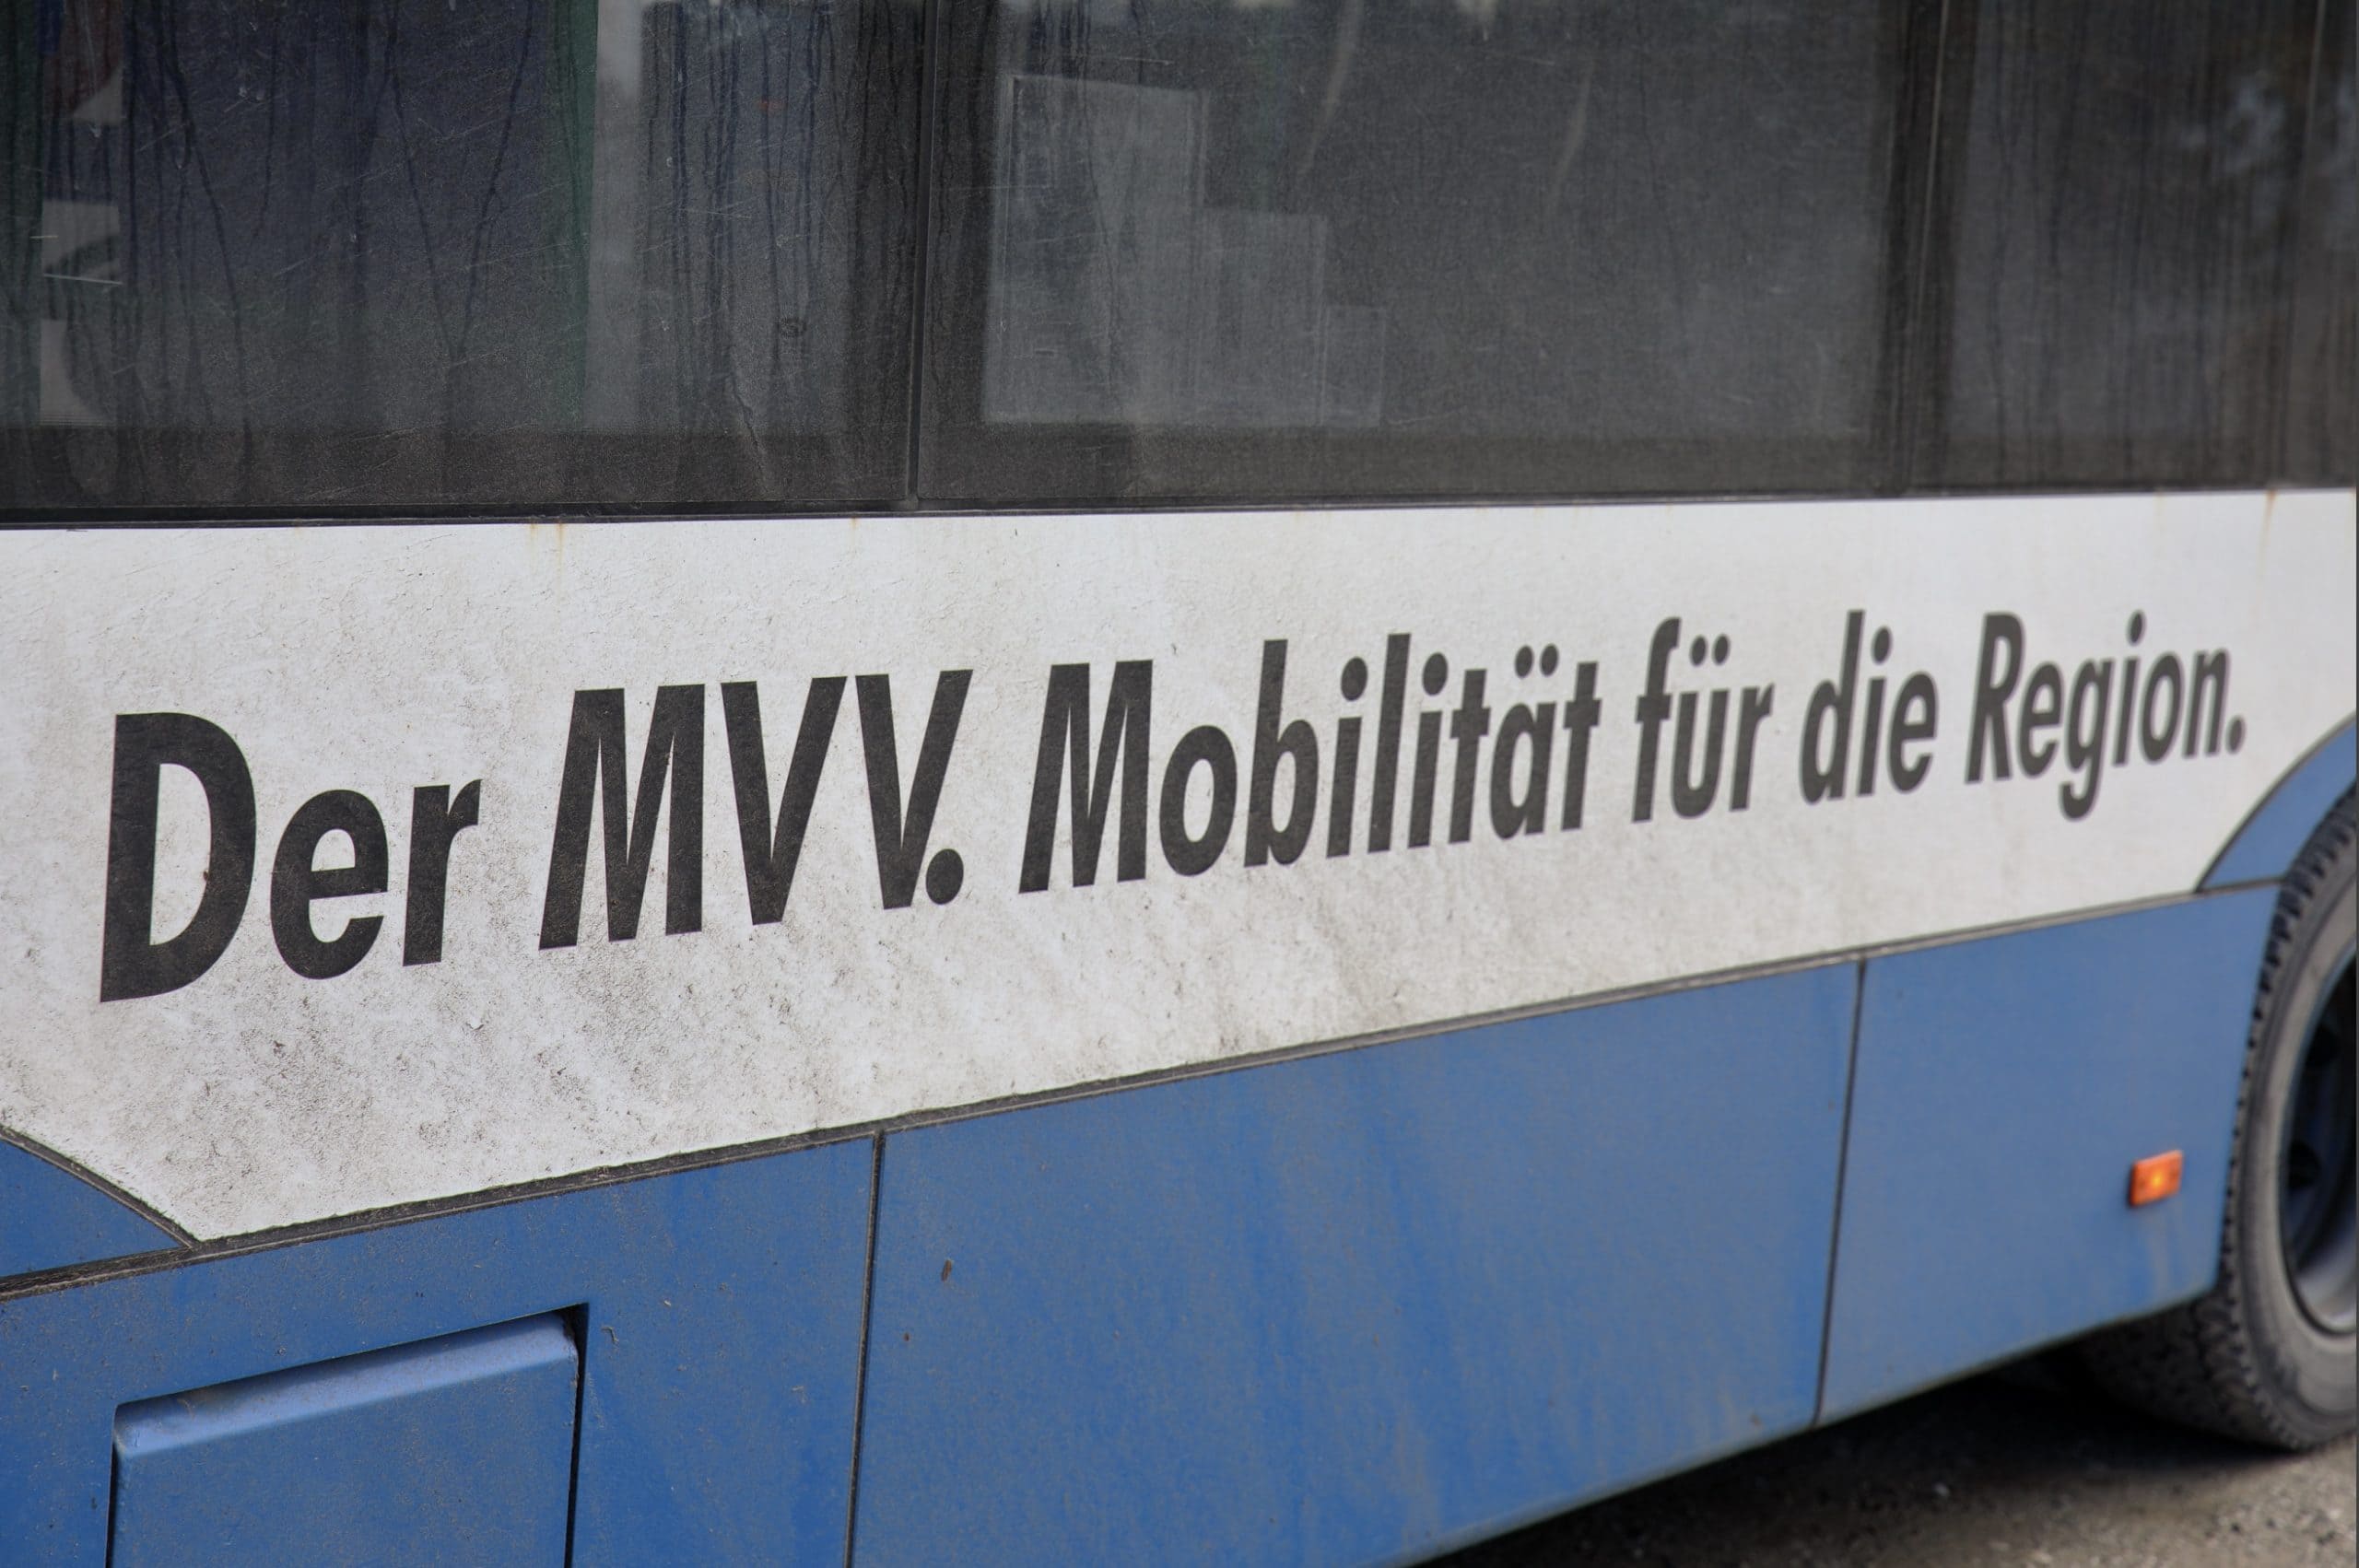 Der MVV. Mobilität für die Region.